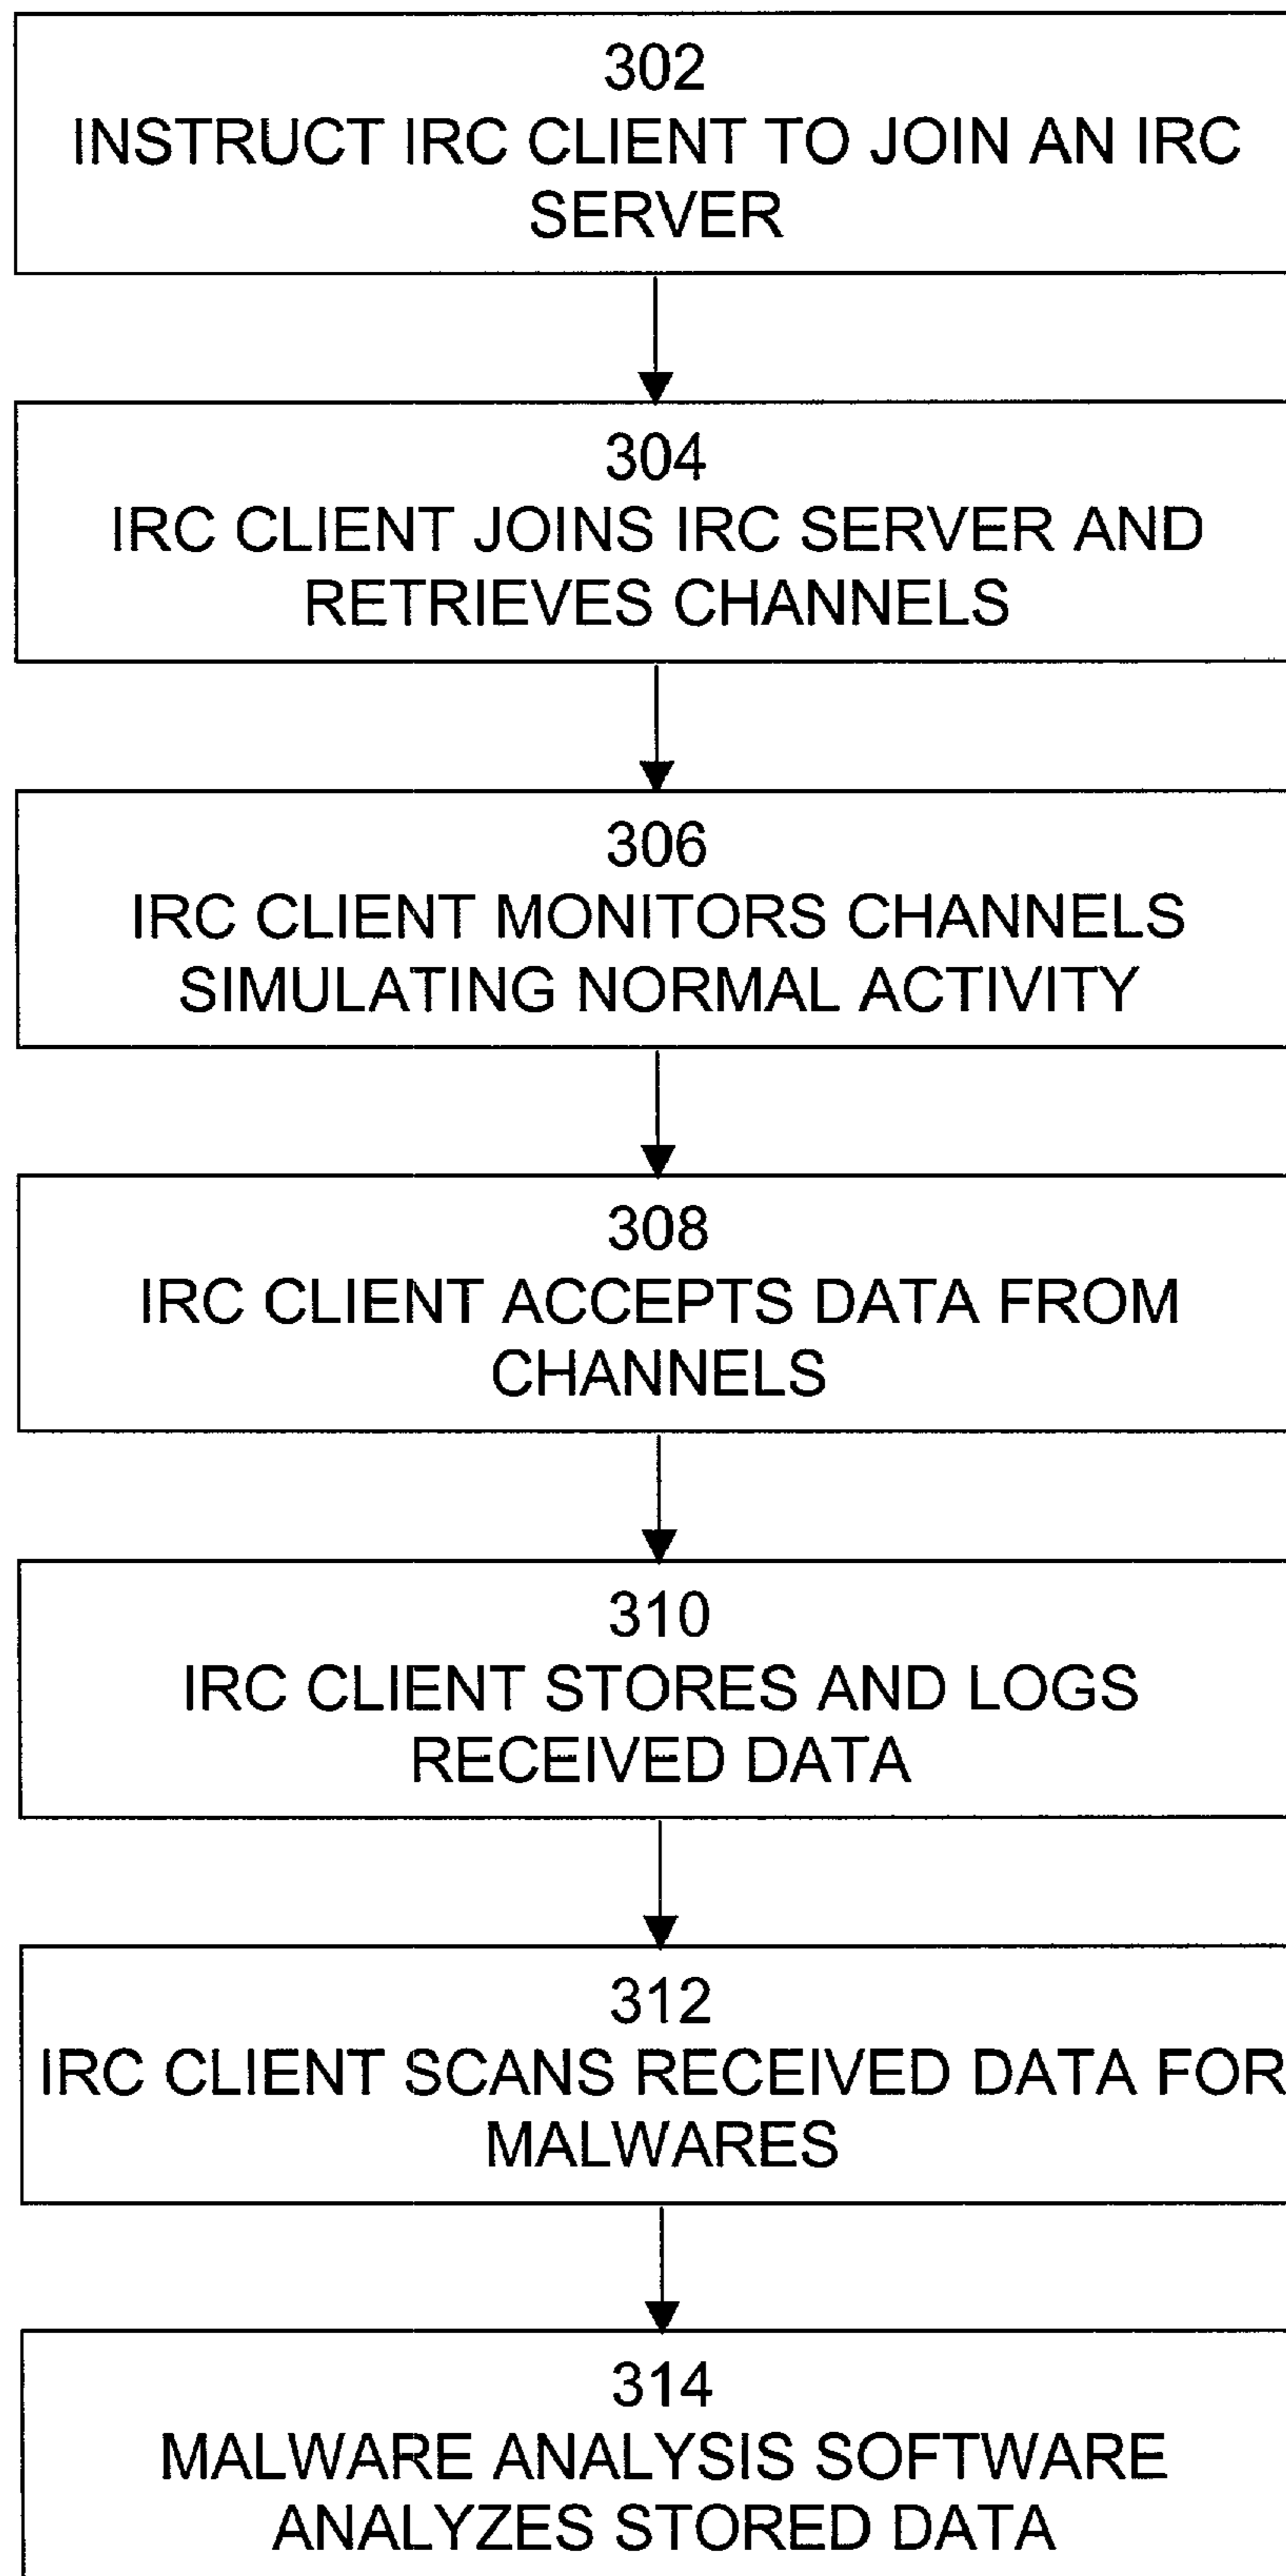 302
INSTRUCT IRC CLIENT TO JOIN AN IRC
SERVER
304
IRC CLIENT JOINS IRC SERVER AND
RETRIEVES CHANNELS
306
IRC CLIENT MONITORS CHANNELS
SIMULATING NORMAL ACTIVITY
308
IRC CLIENT ACCEPTS DATA FROM
CHANNELS
310
IRC CLIENT STORES AND LOGS
RECEIVED DATA
312
IRC CLIENT SCANS RECEIVED DATA FOR
MALWARES
314
MALWARE ANALYSIS SOFTWARE
ANALYZES STORED DATA